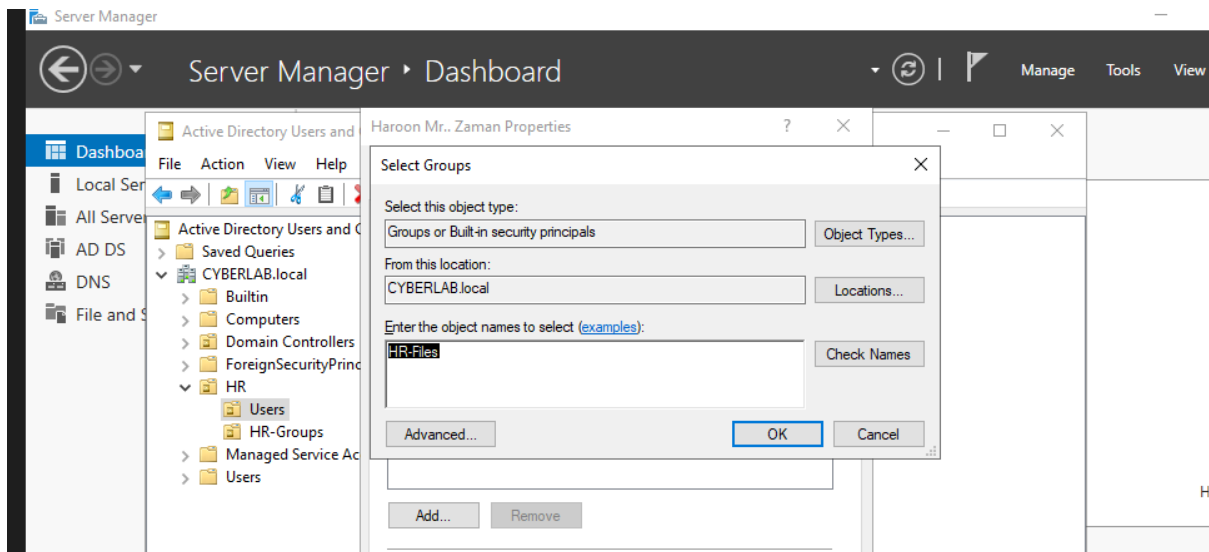 Server Manager
Server Manager • Dashboard
Manage Tools View
Active Directory Users and
Haroon Mr.. Zaman Properties
File Action View Help
Dashboa
Local Ser
All Server
AD DS
DNS
File and S
Active Directory Users and C
Saved Queries
CYBERLAB.local
Builtin
Computers
Domain Controllers
ForeignSecurityPrinc
HR
Users
HR-Groups
Managed Service Ac
Users
Select Groups
Select this object type:
Groups or Built-in security principals
Object Types...
From this location:
CYBERLAB.local
Locations...
Enter the object names to select (examples):
HR-Files
Check Names
Advanced...
OK
Cancel
Add...
Remove
H